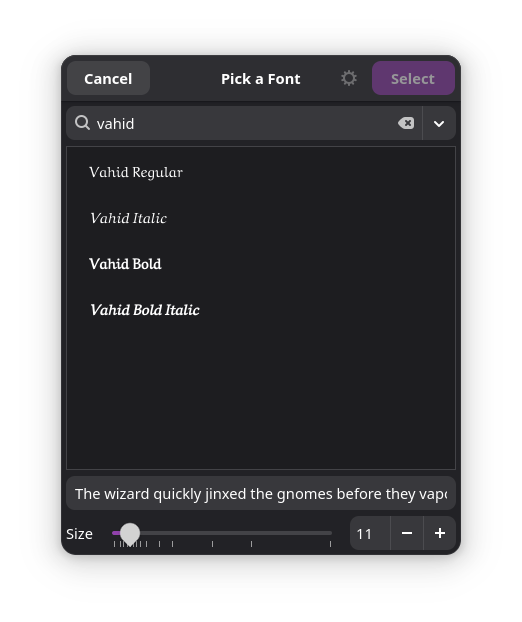 Cancel
Pick a Font
Select
vahid
Vahid Regular
Vahid Italic
Vahid Bold
Vahid Bold Italic
The wizard quickly jinxed the gnomes before they vap
Size
11